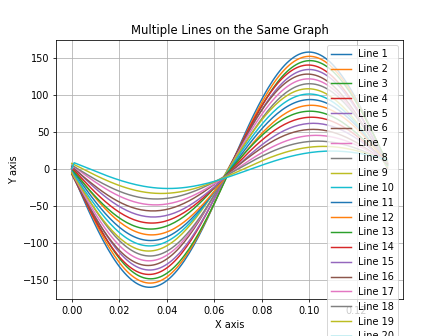 Multiple Lines on the Same Graph
Y axis
150
100
50
0
−50
−100
−150
0.00
0.02
0.04
0.06
0.08
0.10
X axis
Line 1
Line 2
Line 3
Line 4
Line 5
Line 6
Line 7
Line 8
Line 9
Line 10
Line 11
Line 12
Line 13
Line 14
Line 15
Line 16
Line 17
Line 18
Line 19
Line 20